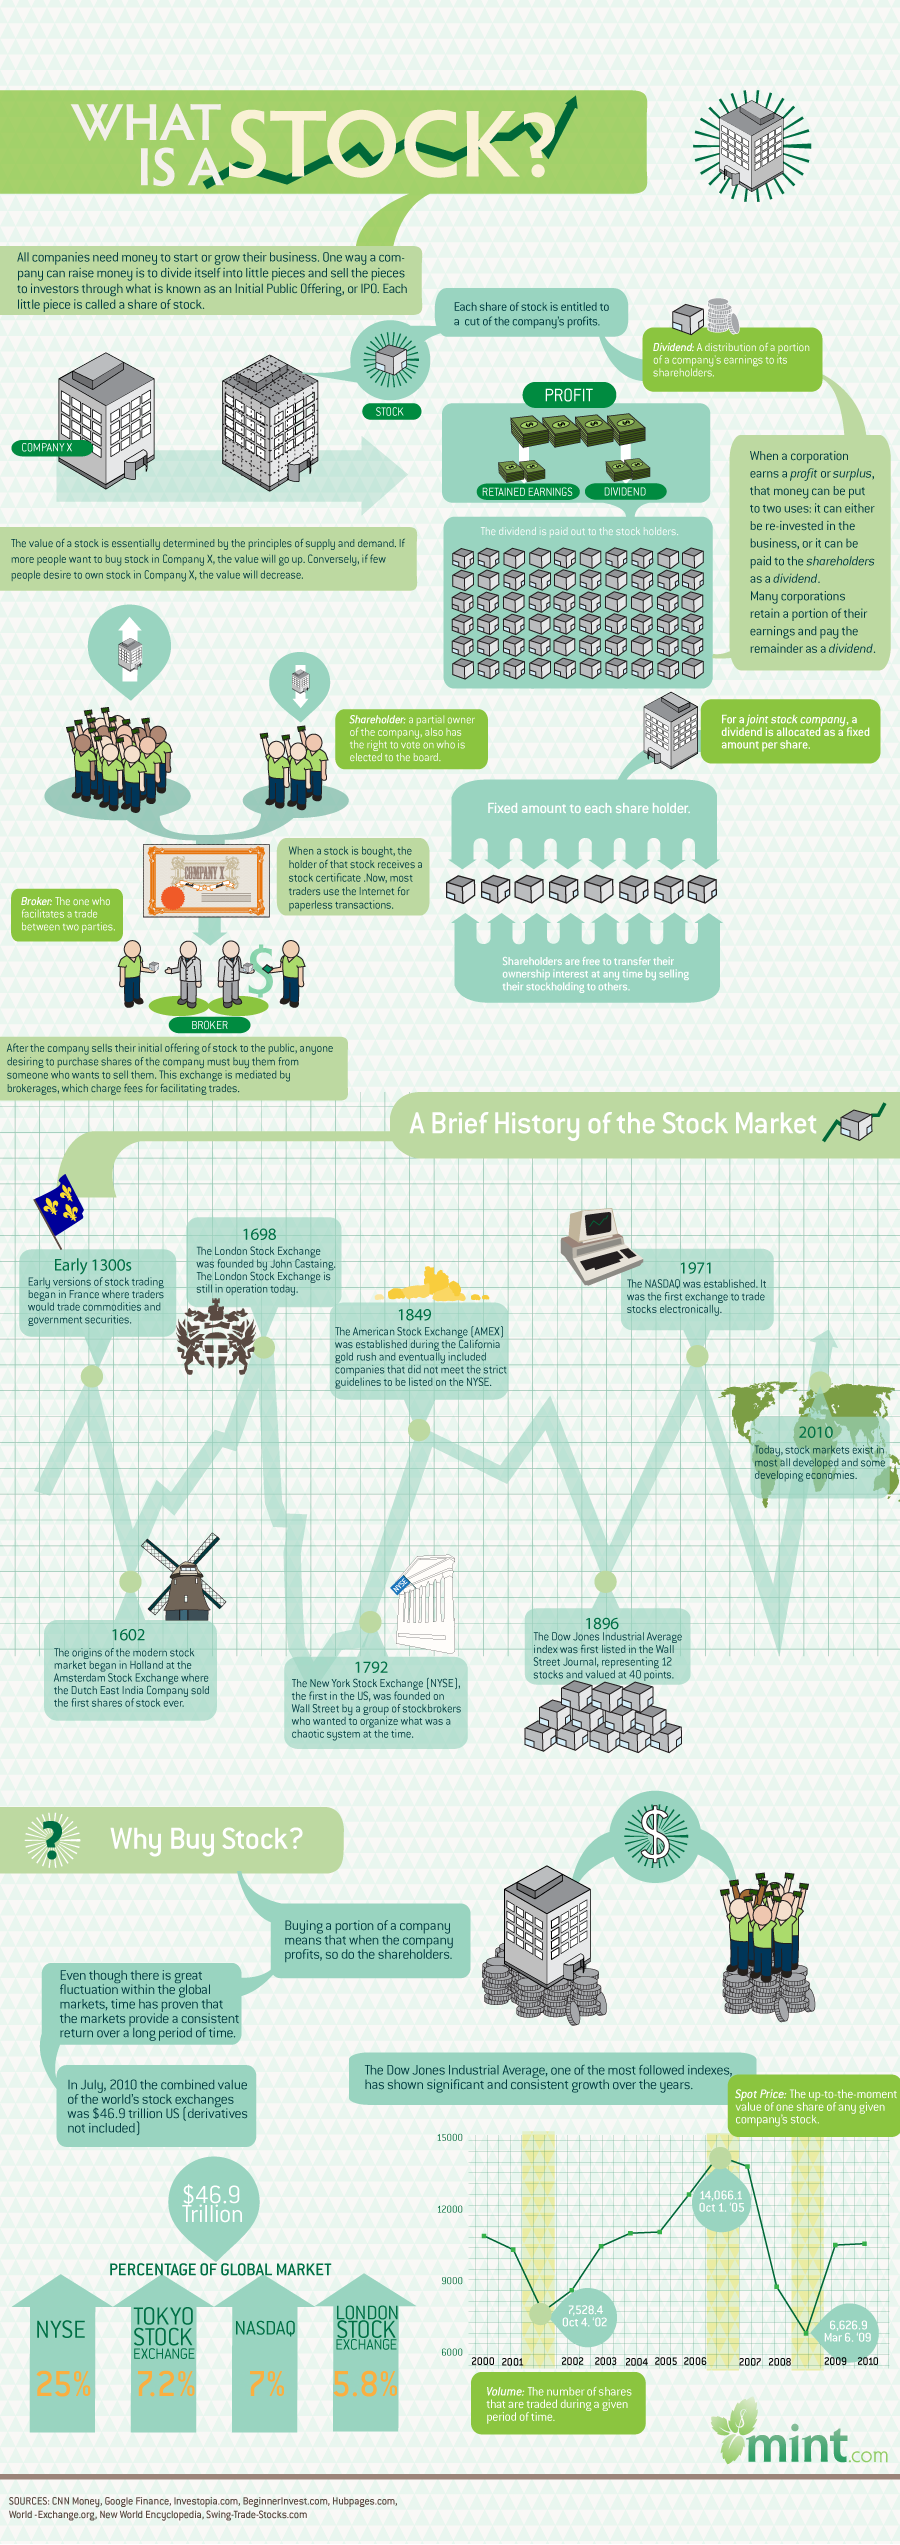 WHAT
IS A STOCK?
All companies need money to start or grow their business. One way a com-
pany can raise money is to divide itself into little pieces and sell the pieces
to investors through what is known as an Initial Public Offering, or IPO. Each
little piece is called a share of stock.
Each share of stock is entitled to
a cut of the company's profits.
Dividend: A distribution of a portion
of a company's earnings to its
shareholders.
STOCK
COMPANY X
PROFIT
RETAINED EARNINGS
DIVIDEND
When a corporation
earns a profit or surplus,
that money can be put
to two uses: it can either
be re-invested in the
business, or it can be
paid to the shareholders
as a dividend.
Many corporations
retain a portion of their
earnings and pay the
remainder as a dividend.
The dividend is paid out to the stock holders.
The value of a stock is essentially determined by the principles of supply and demand. If
more people want to buy stock in Company X, the value will go up. Conversely, if few
people desire to own stock in Company X, the value will decrease.
Shareholder: a partial owner
of the company, also has
the right to vote on who is
elected to the board.
For a joint stock company, a
dividend is allocated as a fixed
amount per share.
Fixed amount to each share holder.
When a stock is bought, the
holder of that stock receives a
stock certificate .Now, most
traders use the Internet for
paperless transactions.
COMPANY X
Broker: The one who
facilitates a trade
between two parties.
$
BROKER
Shareholders are free to transfer their
ownership interest at any time by selling
their stockholding to others.
After the company sells their initial offering of stock to the public, anyone
desiring to purchase shares of the company must buy them from
someone who wants to sell them. This exchange is mediated by
brokerages, which charge fees for facilitating trades.
A Brief History of the Stock Market
Early 1300s
Early versions of stock trading
began in France where traders
would trade commodities and
government securities.
1698
The London Stock Exchange
was founded by John Castaing.
The London Stock Exchange is
still in operation today.
1849
The American Stock Exchange (AMEX)
was established during the California
gold rush and eventually included
companies that did not meet the strict
guidelines to be listed on the NYSE.
1971
The NASDAQ was established. It
was the first exchange to trade
stocks electronically.
2010
Today, stock markets exist in
most all developed and some
developing economies.
1602
The origins of the modern stock
market began in Holland at the
Amsterdam Stock Exchange where
the Dutch East India Company sold
the first shares of stock ever.
NYSE
1792
The New York Stock Exchange (NYSE),
the first in the US, was founded on
Wall Street by a group of stockbrokers
who wanted to organize what was a
chaotic system at the time.
1896
The Dow Jones Industrial Average
index was first listed in the Wall
Street Journal, representing 12
stocks and valued at 40 points.
? Why Buy Stock?
$
Buying a portion of a company
means that when the company
profits, so do the shareholders.
Even though there is great
fluctuation within the global
markets, time has proven that
the markets provide a consistent
return over a long period of time.
In July, 2010 the combined value
of the world's stock exchanges
was $46.9 trillion US (derivatives
not included)
The Dow Jones Industrial Average, one of the most followed indexes,
has shown significant and consistent growth over the years.
Spot Price: The up-to-the-moment
value of one share of any given
company's stock.
$46.9
Trillion
PERCENTAGE OF GLOBAL MARKET
NYSE
25%
TOKYO
STOCK
EXCHANGE
7.2%
NASDAQ
7%
LONDON
STOCK
EXCHANGE
5.8%
15000
12000
9000
6000
14,066.1
Oct 1. '05
7,528.4
Oct 4. '02
6,626.9
Mar 6. '09
2000 2001 2002 2003 2004 2005 2006 2007 2008 2009 2010
Volume: The number of shares
that are traded during a given
period of time.
mint.com
SOURCES: CNN Money, Google Finance, Investopia.com, BeginnerInvest.com, Hubpages.com,
World -Exchange.org, New World Encyclopedia, Swing-Trade-Stocks.com